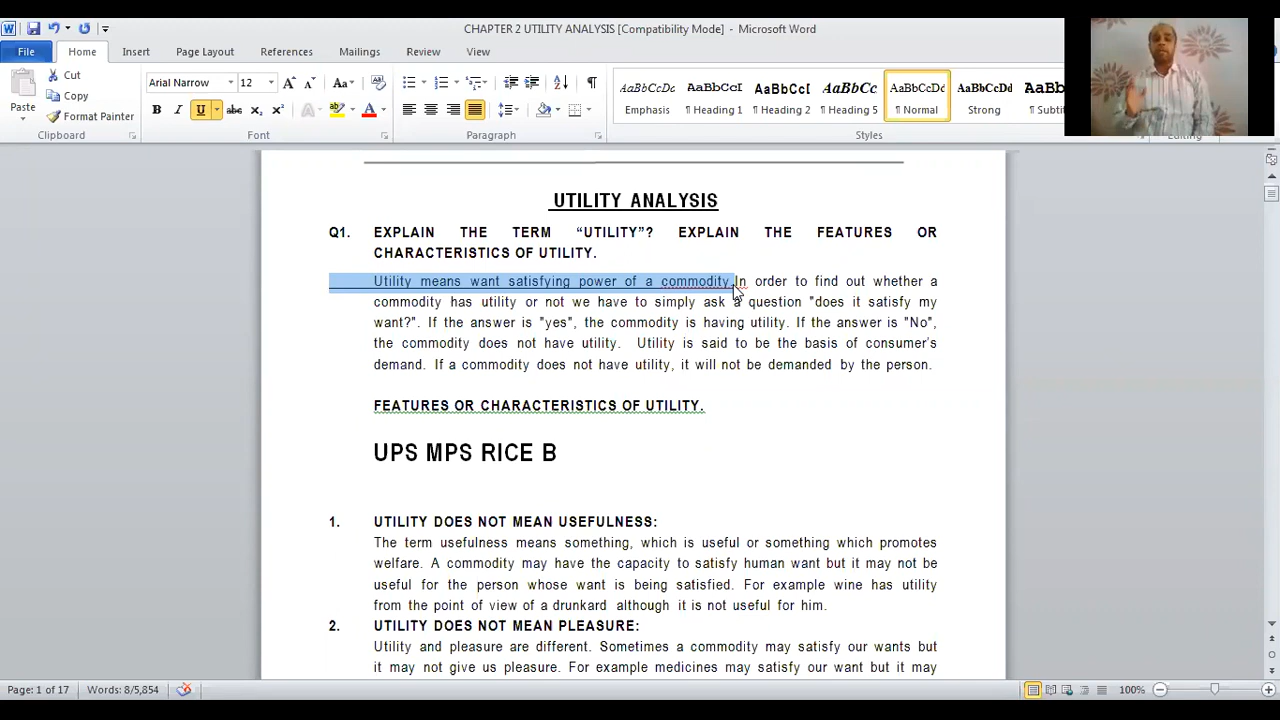 CHAPTER 2 UTILITY ANALYSIS [Compatibility Mode] - Microsoft Word
File Home Insert Page Layout References Mailings Review View
Cut
Copy
Format Painter
Paste
Arial Narrow 12
Aa
B I U abc x₂ x² A A
AaBbCcL AaBbCcI AaBbCcI AaBbCc AaBbCcDc AaBbCcDd AaBb
Emphasis ¶ Heading 1 ¶ Heading 2 ¶ Heading 5 ¶ Normal Strong ¶ Subti
Clipboard Font Paragraph Styles Editing
UTILITY ANALYSIS
Q1. EXPLAIN THE TERM “UTILITY”? EXPLAIN THE FEATURES OR
CHARACTERISTICS OF UTILITY.
Utility means want satisfying power of a commodity.In order to find out whether a
commodity has utility or not we have to simply ask a question "does it satisfy my
want?". If the answer is "yes", the commodity is having utility. If the answer is "No",
the commodity does not have utility. Utility is said to be the basis of consumer’s
demand. If a commodity does not have utility, it will not be demanded by the person.
FEATURES OR CHARACTERISTICS OF UTILITY.
UPS MPS RICE B
1. UTILITY DOES NOT MEAN USEFULNESS:
The term usefulness means something, which is useful or something which promotes
welfare. A commodity may have the capacity to satisfy human want but it may not be
useful for the person whose want is being satisfied. For example wine has utility
from the point of view of a drunkard although it is not useful for him.
2. UTILITY DOES NOT MEAN PLEASURE:
Utility and pleasure are different. Sometimes a commodity may satisfy our wants but
it may not give us pleasure. For example medicines may satisfy our want but it may
Page: 1 of 17 Words: 8/5,854 100%